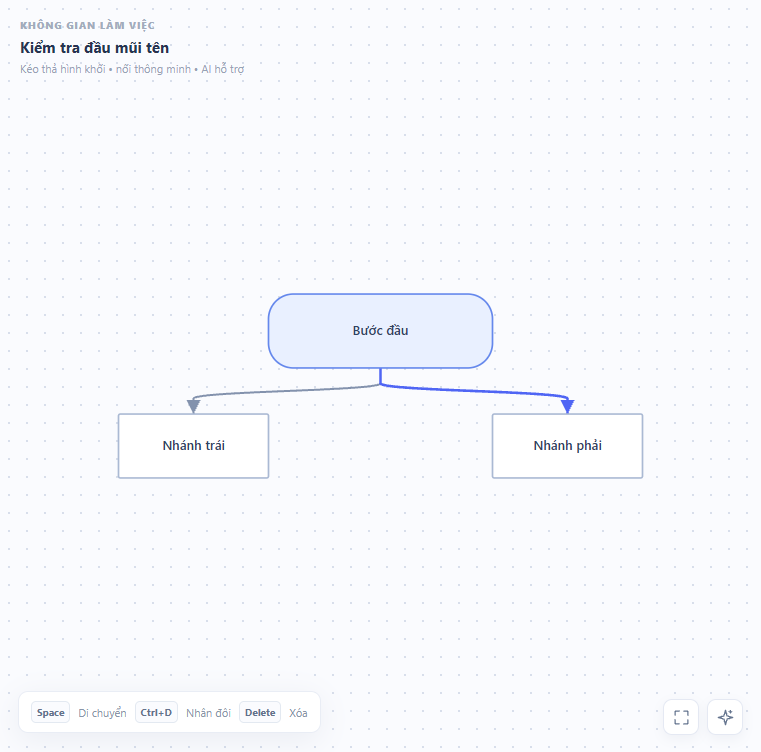 KHÔNG GIAN LÀM VIỆC
Kiểm tra đầu mũi tên
Kéo thả hình khối • nối thông minh • AI hỗ trợ
Bước đầu
Nhánh trái
Nhánh phải
Space Di chuyển Ctrl+D Nhân đôi Delete Xóa